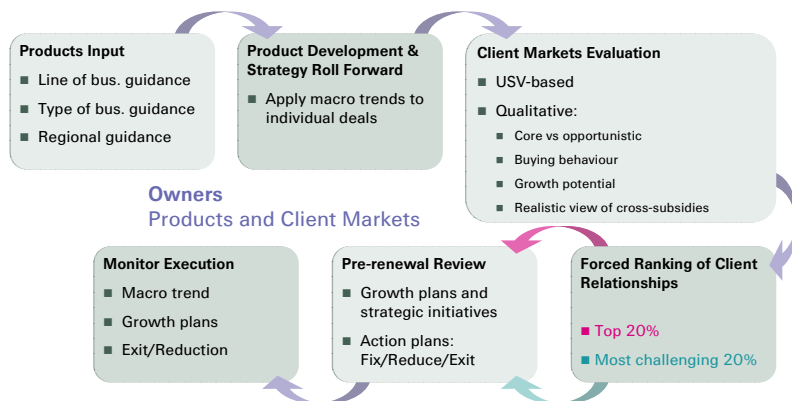 Products Input
■ Line of bus. guidance
■ Type of bus. guidance
■ Regional guidance
Product Development &
Strategy Roll Forward
■ Apply macro trends to
individual deals
Client Markets Evaluation
■ USV-based
■ Qualitative:
■ Core vs opportunistic
■ Buying behaviour
■ Growth potential
■ Realistic view of cross-subsidies
Owners
Products and Client Markets
Monitor Execution
■ Macro trend
■ Growth plans
■ Exit/Reduction
Pre-renewal Review
■ Growth plans and
strategic initiatives
■ Action plans:
Fix/Reduce/Exit
Forced Ranking of Client
Relationships
■ Top 20%
■ Most challenging 20%